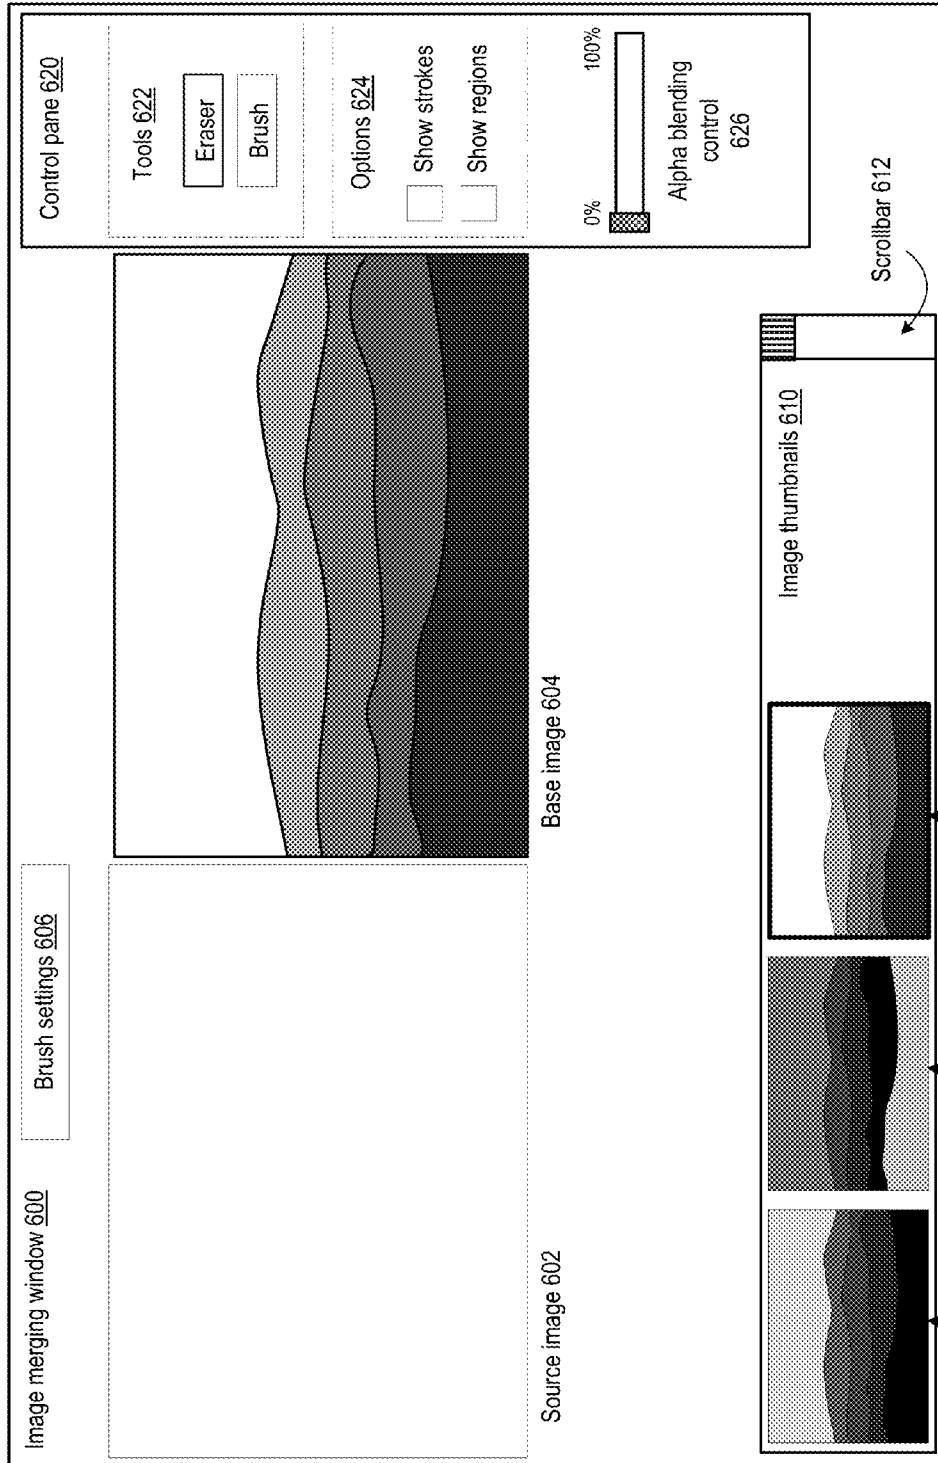 Image merging window 600
Brush settings 606
Control pane 620
Tools 622
Eraser
Brush
Options 624
Show strokes
Show regions
0%
100%
Alpha blending
control
626
Source image 602
Base image 604
Image thumbnails 610
Scrollbar 612